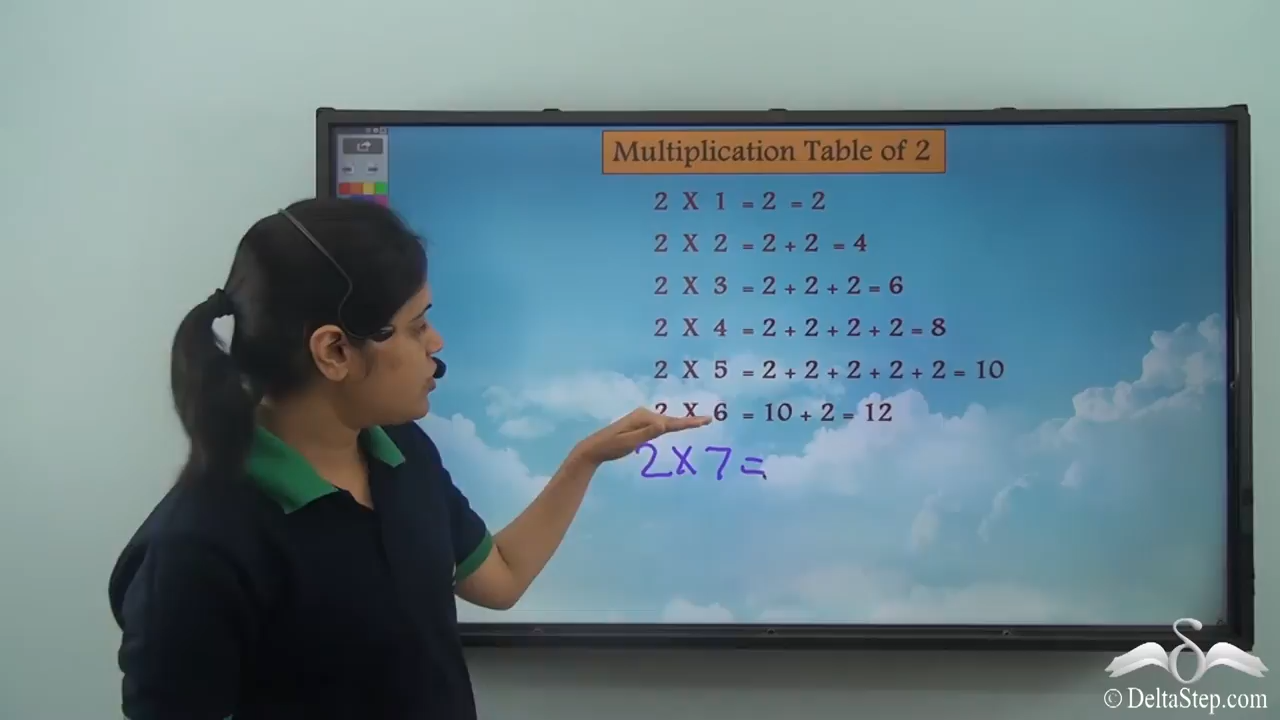 Multiplication Table of 2
2 X 1 = 2 = 2
2 X 2 = 2 + 2 = 4
2 X 3 = 2 + 2 + 2 = 6
2 X 4 = 2 + 2 + 2 + 2 = 8
2 X 5 = 2 + 2 + 2 + 2 + 2 = 10
2 X 6 = 10 + 2 = 12
2 X 7 =
© DeltaStep.com